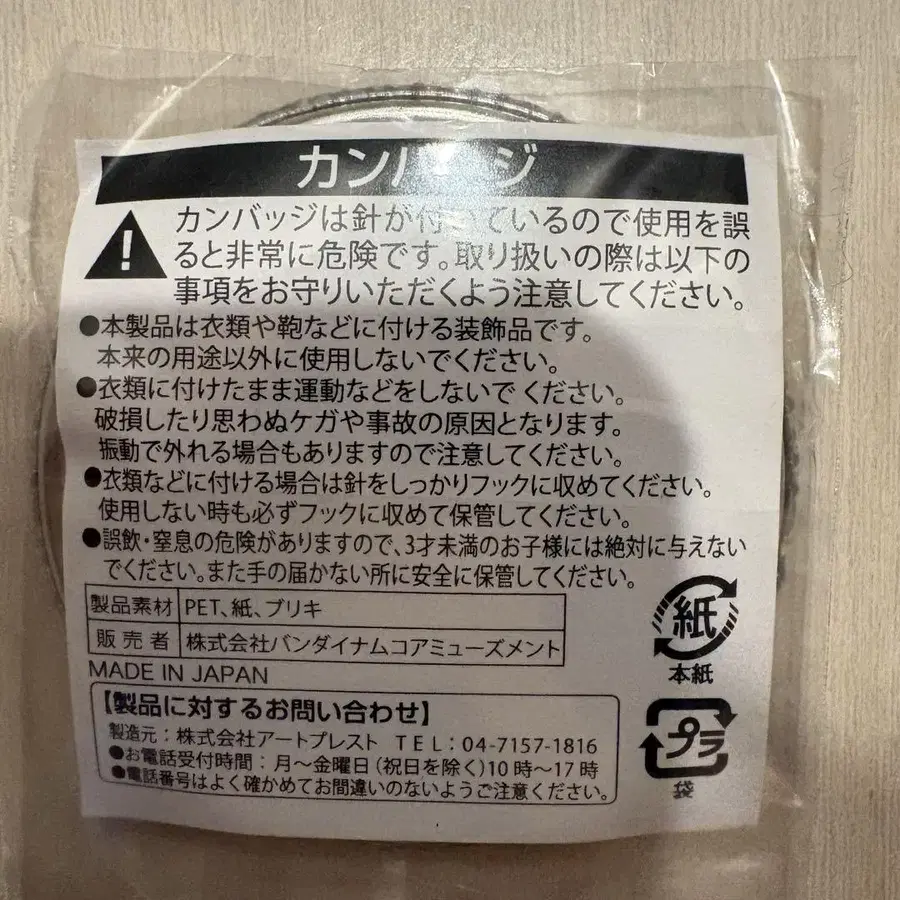 カンバッジ
カンバッジは針が付いているので使用を誤
ると非常に危険です。取り扱いの際は以下の
事項をお守りいただくよう注意してください。
●本製品は衣類や鞄などに付ける装飾品です。
本来の用途以外に使用しないでください。
●衣類に付けたまま運動などをしないで ください。
破損したり思わぬケガや事故の原因となります。
振動で外れる場合もありますので注意してください。
●衣類などに付ける場合は針をしっかりフックに収めてください。
使用しない時も必ずフックに収めて保管してください。
●誤飲・窒息の危険がありますので、3才未満のお子様には絶対に与えない
でください。また手の届かない所に安全に保管してください。
製品素材 PET、紙、ブリキ
販売者 株式会社バンダイナムコアミューズメント
MADE IN JAPAN
【製品に対するお問い合わせ】
製造元：株式会社アートプレスト TEL：04-7157-1816
●お電話受付時間：月〜金曜日(祝日を除く)10時〜17時
●電話番号はよく確かめてお間違いのないようご注意ください。
紙
本紙
プラ
袋